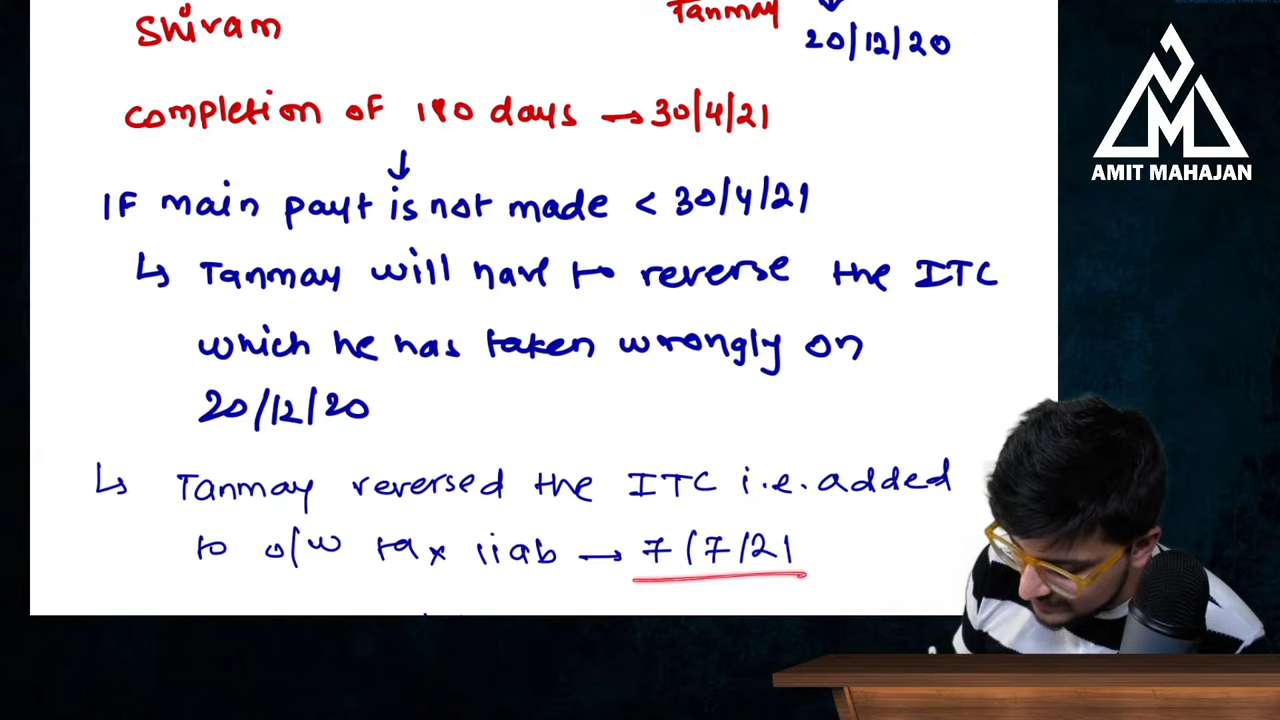 Shivam
Tanmay
20/12/20
completion of 180 days → 30/4/21
IF main payt is not made < 30/4/21
↳ Tanmay will have to reverse the ITC
which he has taken wrongly on
20/12/20
↳ Tanmay reversed the ITC i.e. added
to o/w tax liab → 7/7/21
AMIT MAHAJAN